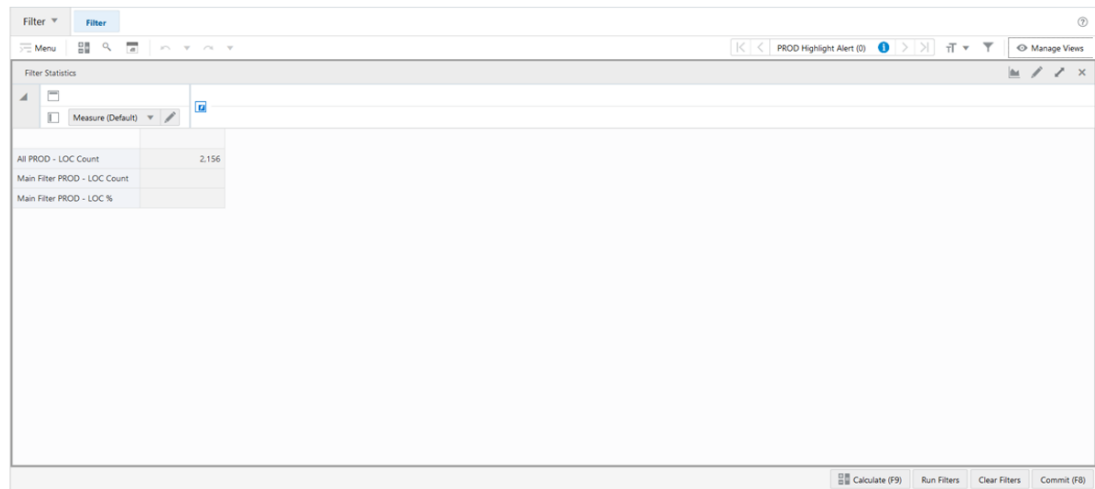 Filter Filter
Menu PROD Highlight Alert (0) Manage Views
Filter Statistics
Measure (Default)
All PROD - LOC Count 2,156
Main Filter PROD - LOC Count
Main Filter PROD - LOC %
Calculate (F9) Run Filters Clear Filters Commit (F8)